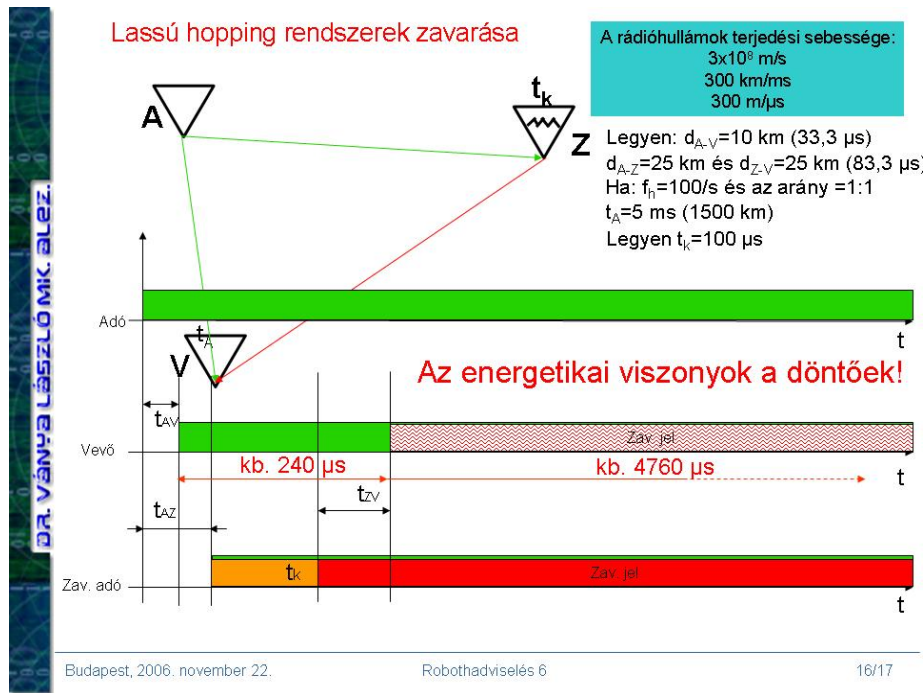 Lassú hopping rendszerek zavarása
A rádióhullámok terjedési sebessége:
3x10⁸ m/s
300 km/ms
300 m/µs
A
tk
Z
Legyen: dA-V=10 km (33,3 µs)
dA-Z=25 km és dZ-V=25 km (83,3 µs)
Ha: fh=100/s és az arány =1:1
tA=5 ms (1500 km)
Legyen tk=100 µs
DR. VÁNYA LÁSZLÓ MK. ALEZ.
Adó
t
tA
V
Az energetikai viszonyok a döntőek!
tAV
Vevő
Zav. jel
kb. 240 µs
kb. 4760 µs
t
tZV
tAZ
Zav. adó
tk
Zav. jel
t
Budapest, 2006. november 22.
Robothadviselés 6
16/17